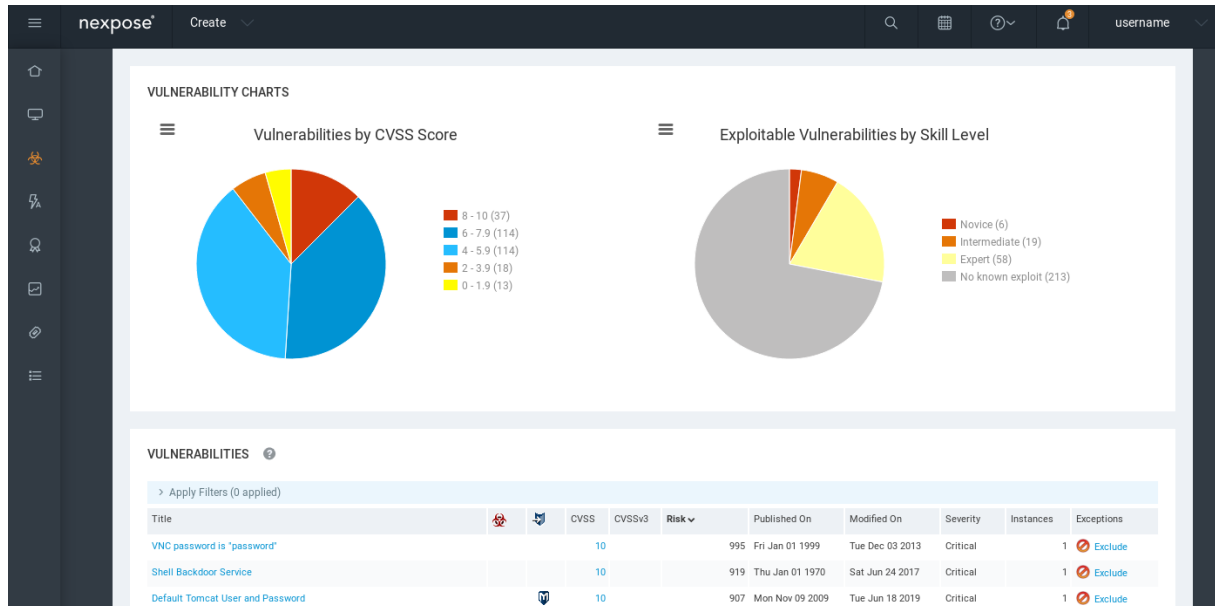 nexpose Create username
3
VULNERABILITY CHARTS
Vulnerabilities by CVSS Score
8 - 10 (37)
6 - 7.9 (114)
4 - 5.9 (114)
2 - 3.9 (18)
0 - 1.9 (13)
Exploitable Vulnerabilities by Skill Level
Novice (6)
Intermediate (19)
Expert (58)
No known exploit (213)
VULNERABILITIES ?
> Apply Filters (0 applied)
Title CVSS CVSSv3 Risk Published On Modified On Severity Instances Exceptions
VNC password is "password" 10 995 Fri Jan 01 1999 Tue Dec 03 2013 Critical 1 Exclude
Shell Backdoor Service 10 919 Thu Jan 01 1970 Sat Jun 24 2017 Critical 1 Exclude
Default Tomcat User and Password 10 907 Mon Nov 09 2009 Tue Jun 18 2019 Critical 1 Exclude